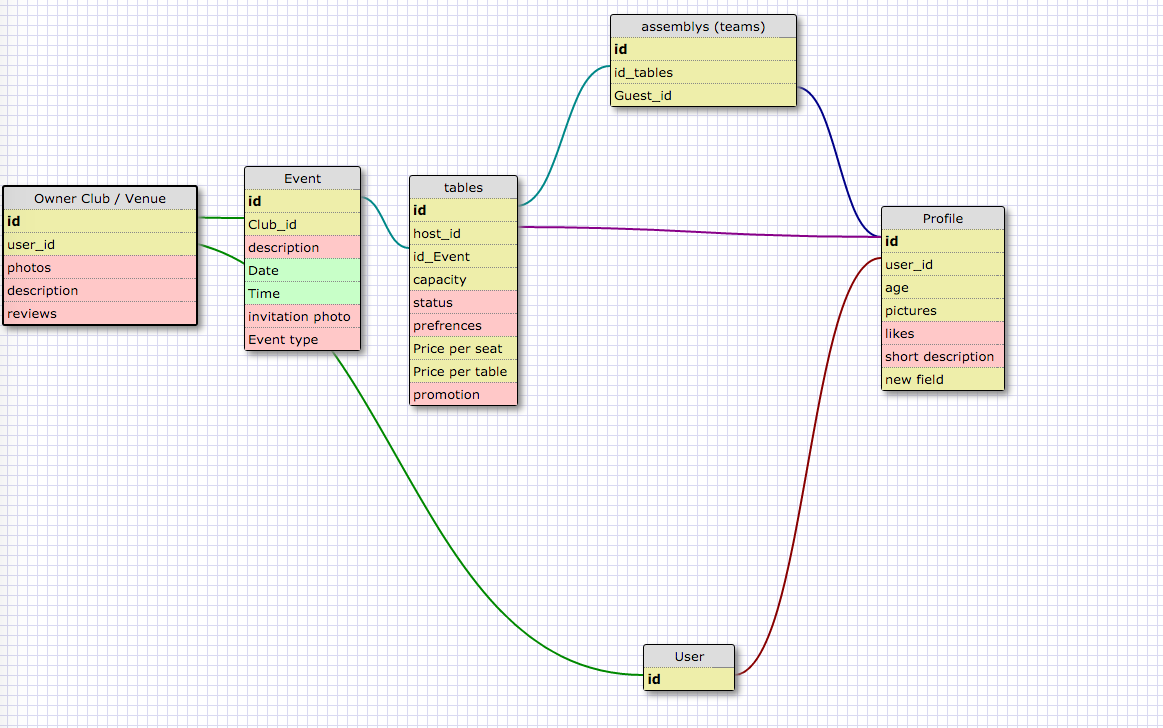 assemblys (teams)
id
id_tables
Guest_id
Owner Club / Venue
id
user_id
photos
description
reviews
Event
id
Club_id
description
Date
Time
invitation photo
Event type
tables
id
host_id
id_Event
capacity
status
prefrences
Price per seat
Price per table
promotion
Profile
id
user_id
age
pictures
likes
short description
new field
User
id